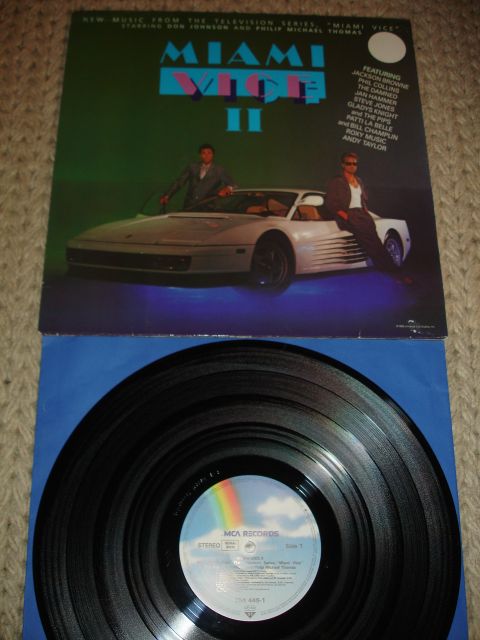 NEW MUSIC FROM THE TELEVISION SERIES, "MIAMI VICE"
STARRING DON JOHNSON AND PHILIP MICHAEL THOMAS
MIAMI
VICE
II
FEATURING
JACKSON BROWNE
PHIL COLLINS
THE DAMNED
JAN HAMMER
STEVE JONES
GLADYS KNIGHT
and THE PIPS
PATTI LA BELLE
and BILL CHAMPLIN
ROXY MUSIC
ANDY TAYLOR
MCA RECORDS
STEREO
Side 1